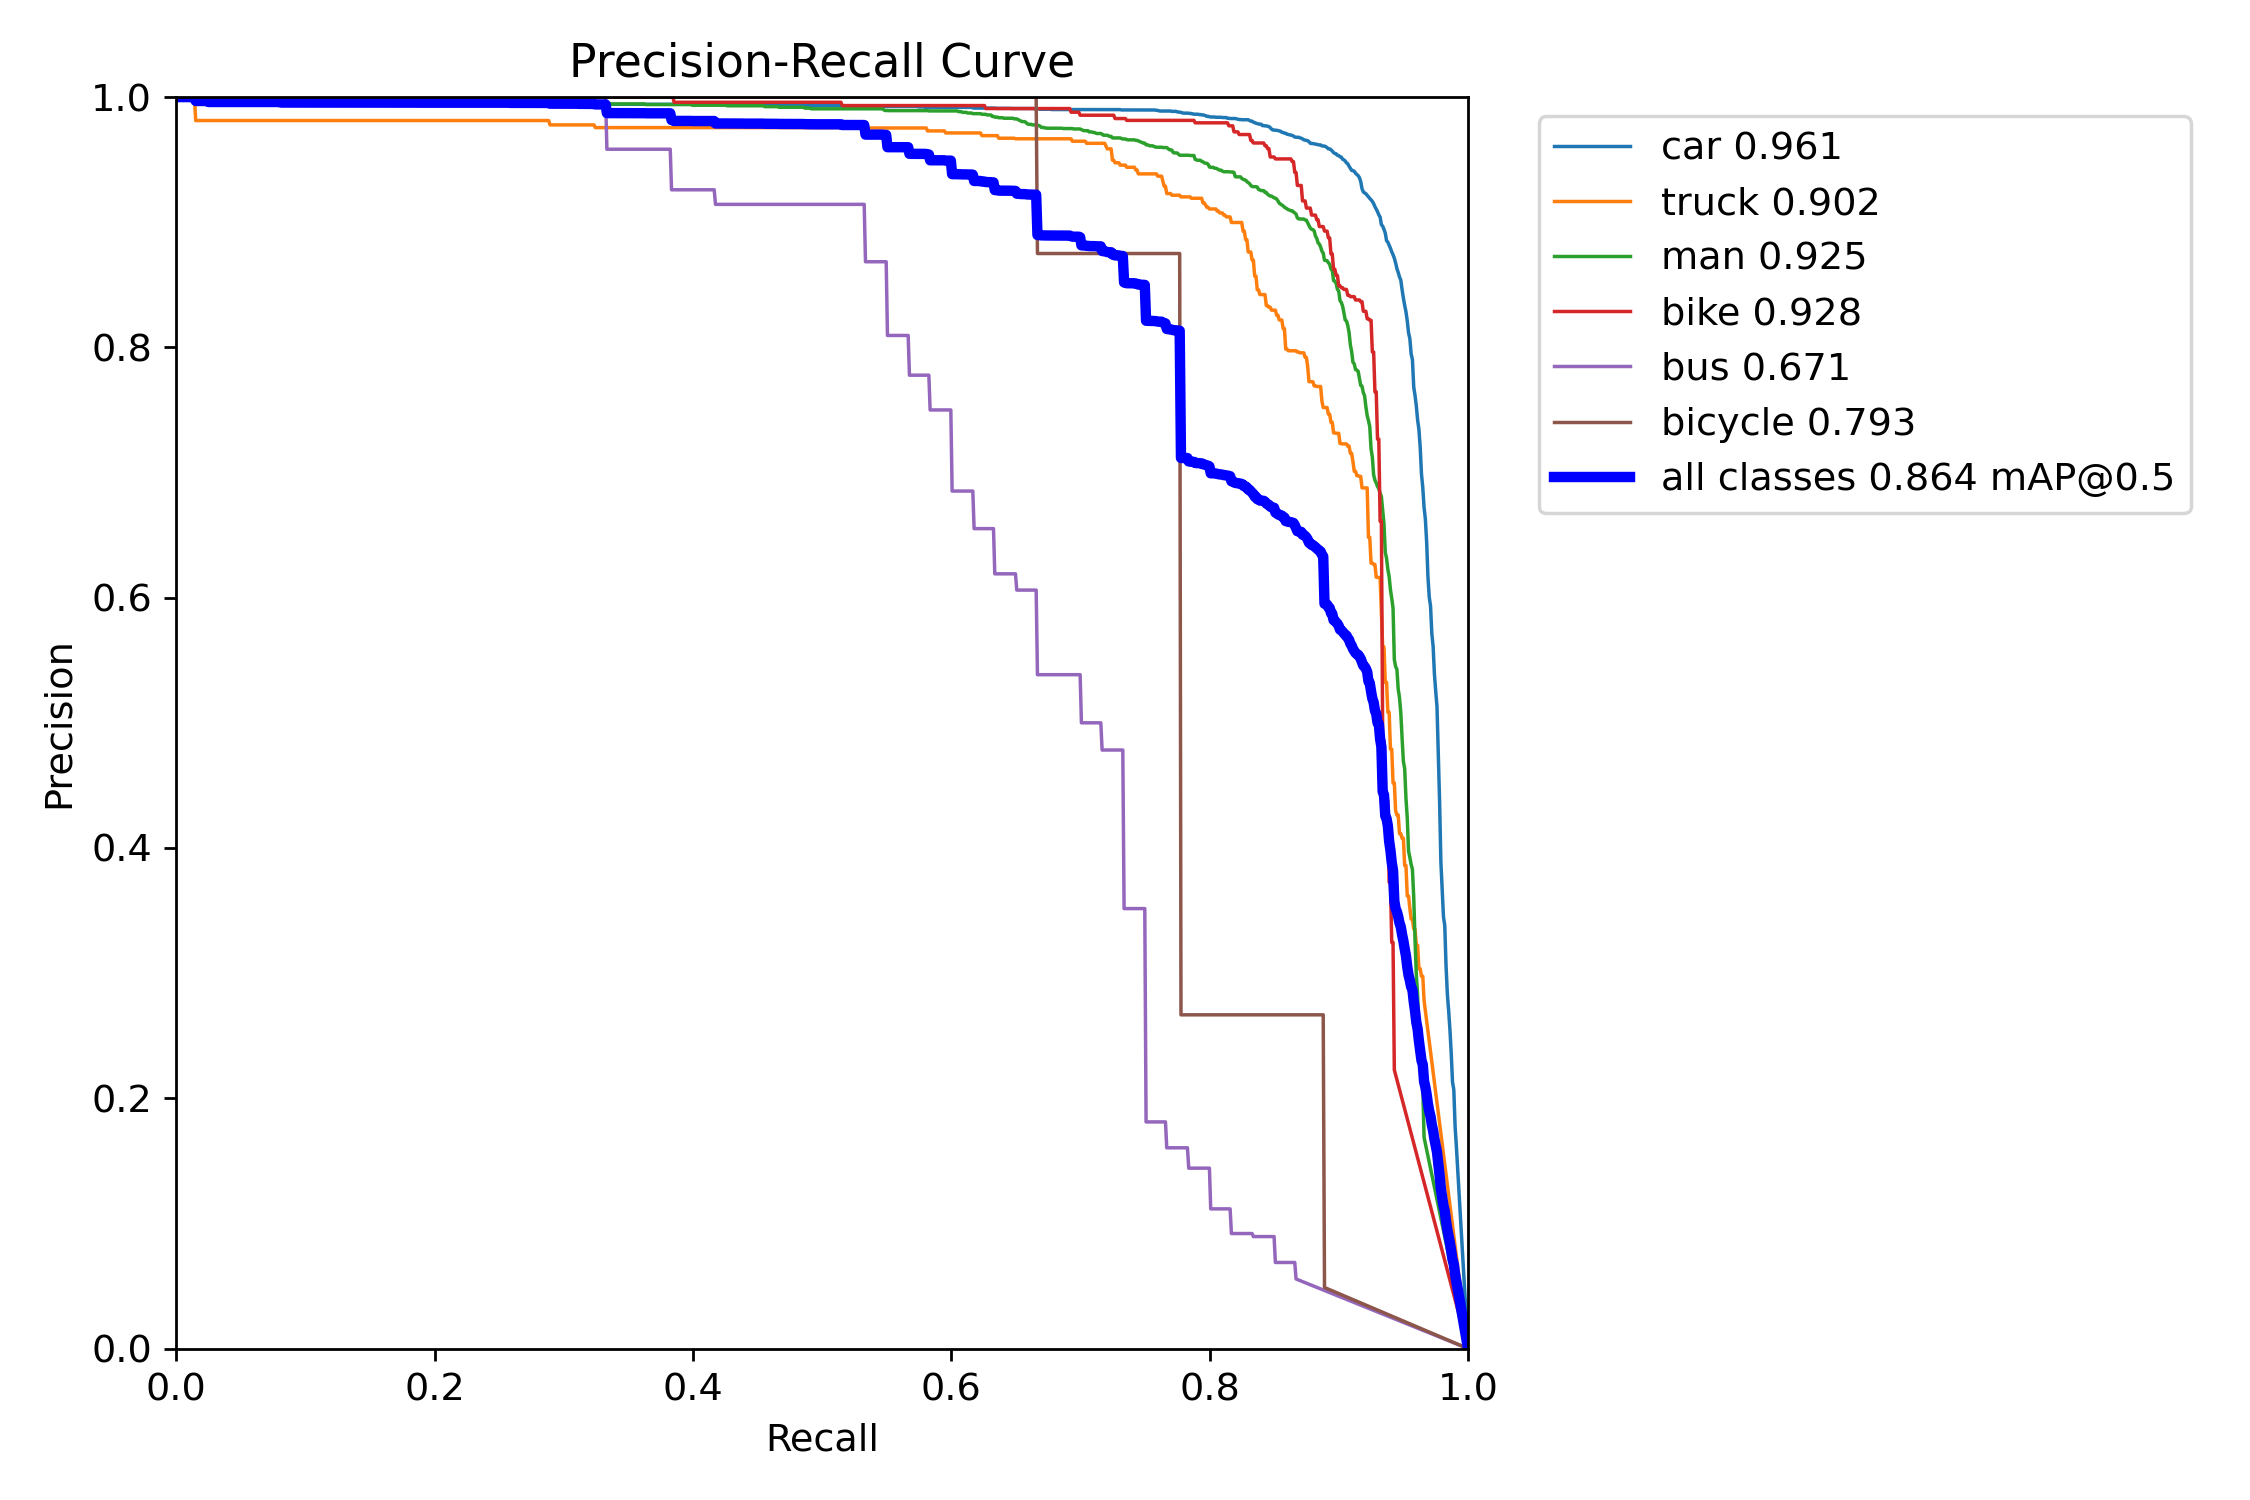 Precision-Recall Curve
1.0
0.8
0.6
0.4
0.2
0.0
Precision
0.0 0.2 0.4 0.6 0.8 1.0
Recall
car 0.961
truck 0.902
man 0.925
bike 0.928
bus 0.671
bicycle 0.793
all classes 0.864 mAP@0.5